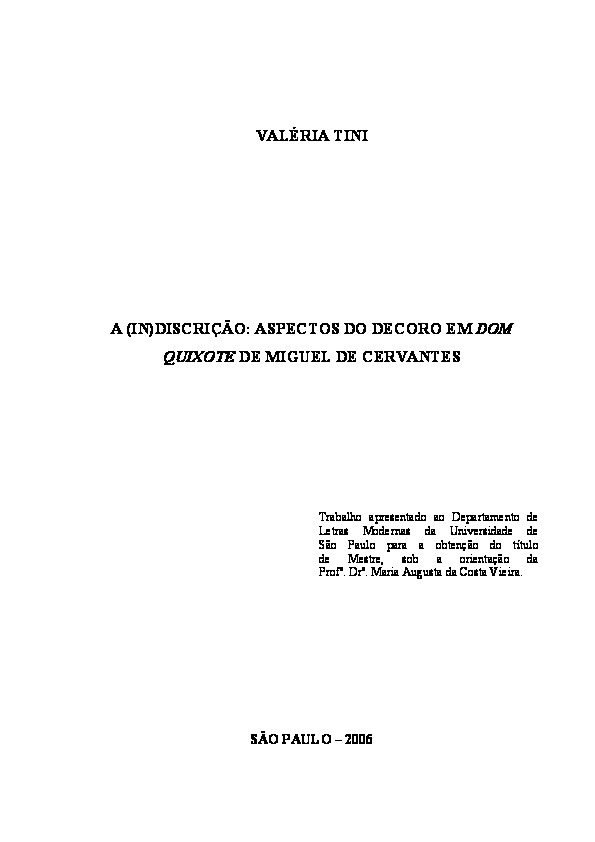 VALÉRIA TINI
A (IN)DISCRIÇÃO: ASPECTOS DO DECORO EM DOM
QUIXOTE DE MIGUEL DE CERVANTES
Trabalho apresentado ao Departamento de
Letras Modernas da Universidade de
São Paulo para a obtenção do título
de Mestre, sob a orientação da
Profª. Drª. Maria Augusta da Costa Vieira.
SÃO PAULO – 2006